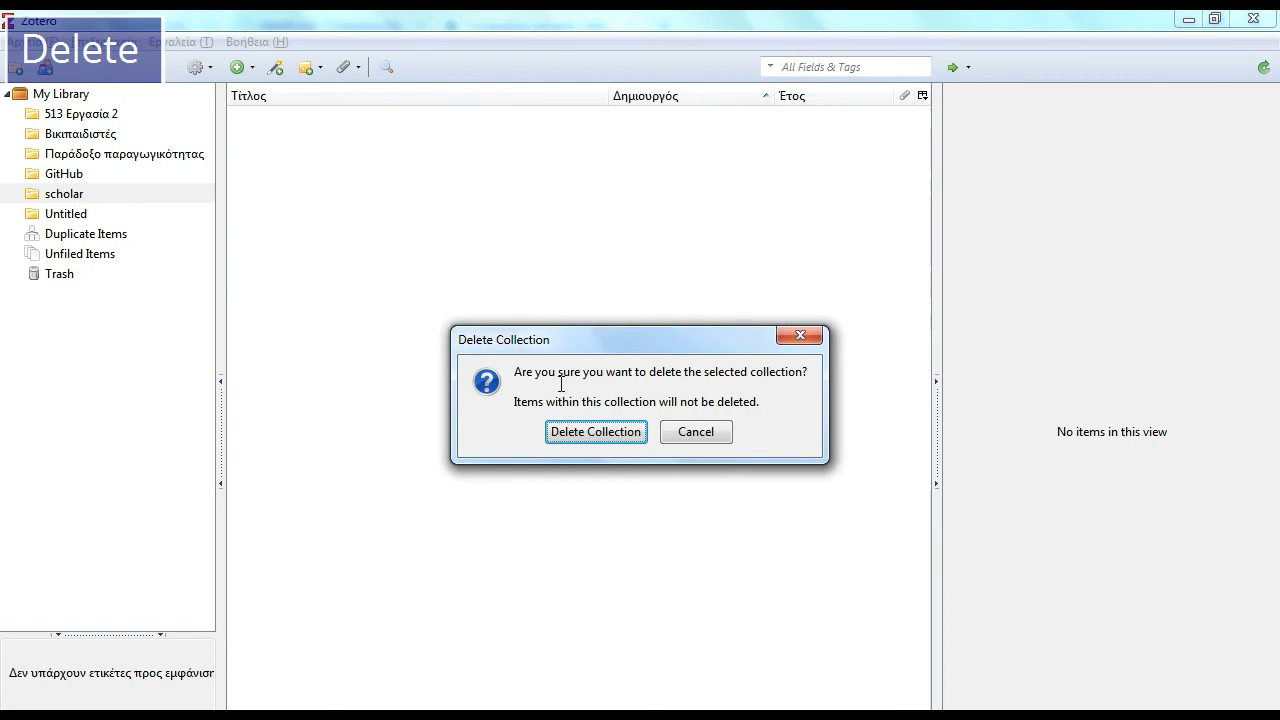 Zotero
Delete
Εργαλεία (T) Βοήθεια (H)
All Fields & Tags
My Library
513 Εργασία 2
Βικιπαιδιστές
Παράδοξο παραγωγικότητας
GitHub
scholar
Untitled
Duplicate Items
Unfiled Items
Trash
Τίτλος Δημιουργός Έτος
Delete Collection
Are you sure you want to delete the selected collection?
Items within this collection will not be deleted.
Delete Collection Cancel
No items in this view
Δεν υπάρχουν ετικέτες προς εμφάνιση